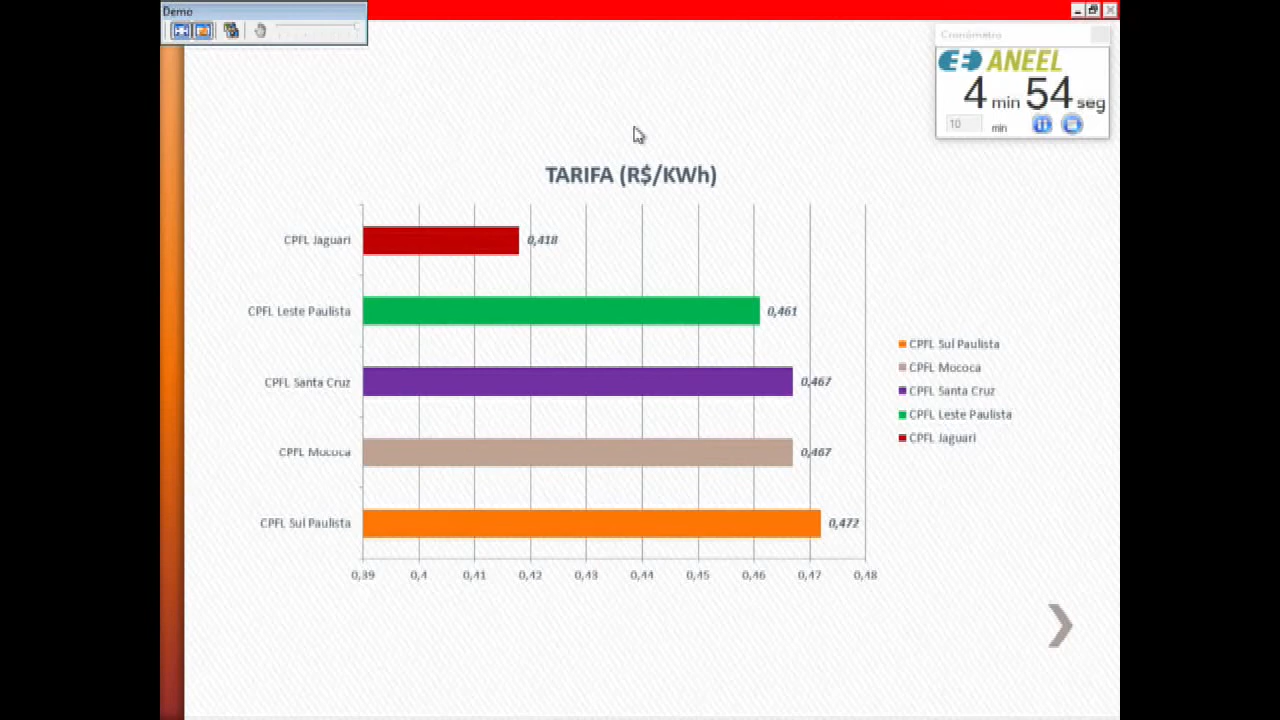 Demo
Cronómetro
ANEEL
4 min 54 seg
10 min
TARIFA (R$/KWh)
CPFL Jaguari 0,418
CPFL Leste Paulista 0,461
CPFL Santa Cruz 0,467
CPFL Mococa 0,467
CPFL Sul Paulista 0,472
0,39 0,4 0,41 0,42 0,43 0,44 0,45 0,46 0,47 0,48
CPFL Sul Paulista
CPFL Mococa
CPFL Santa Cruz
CPFL Leste Paulista
CPFL Jaguari